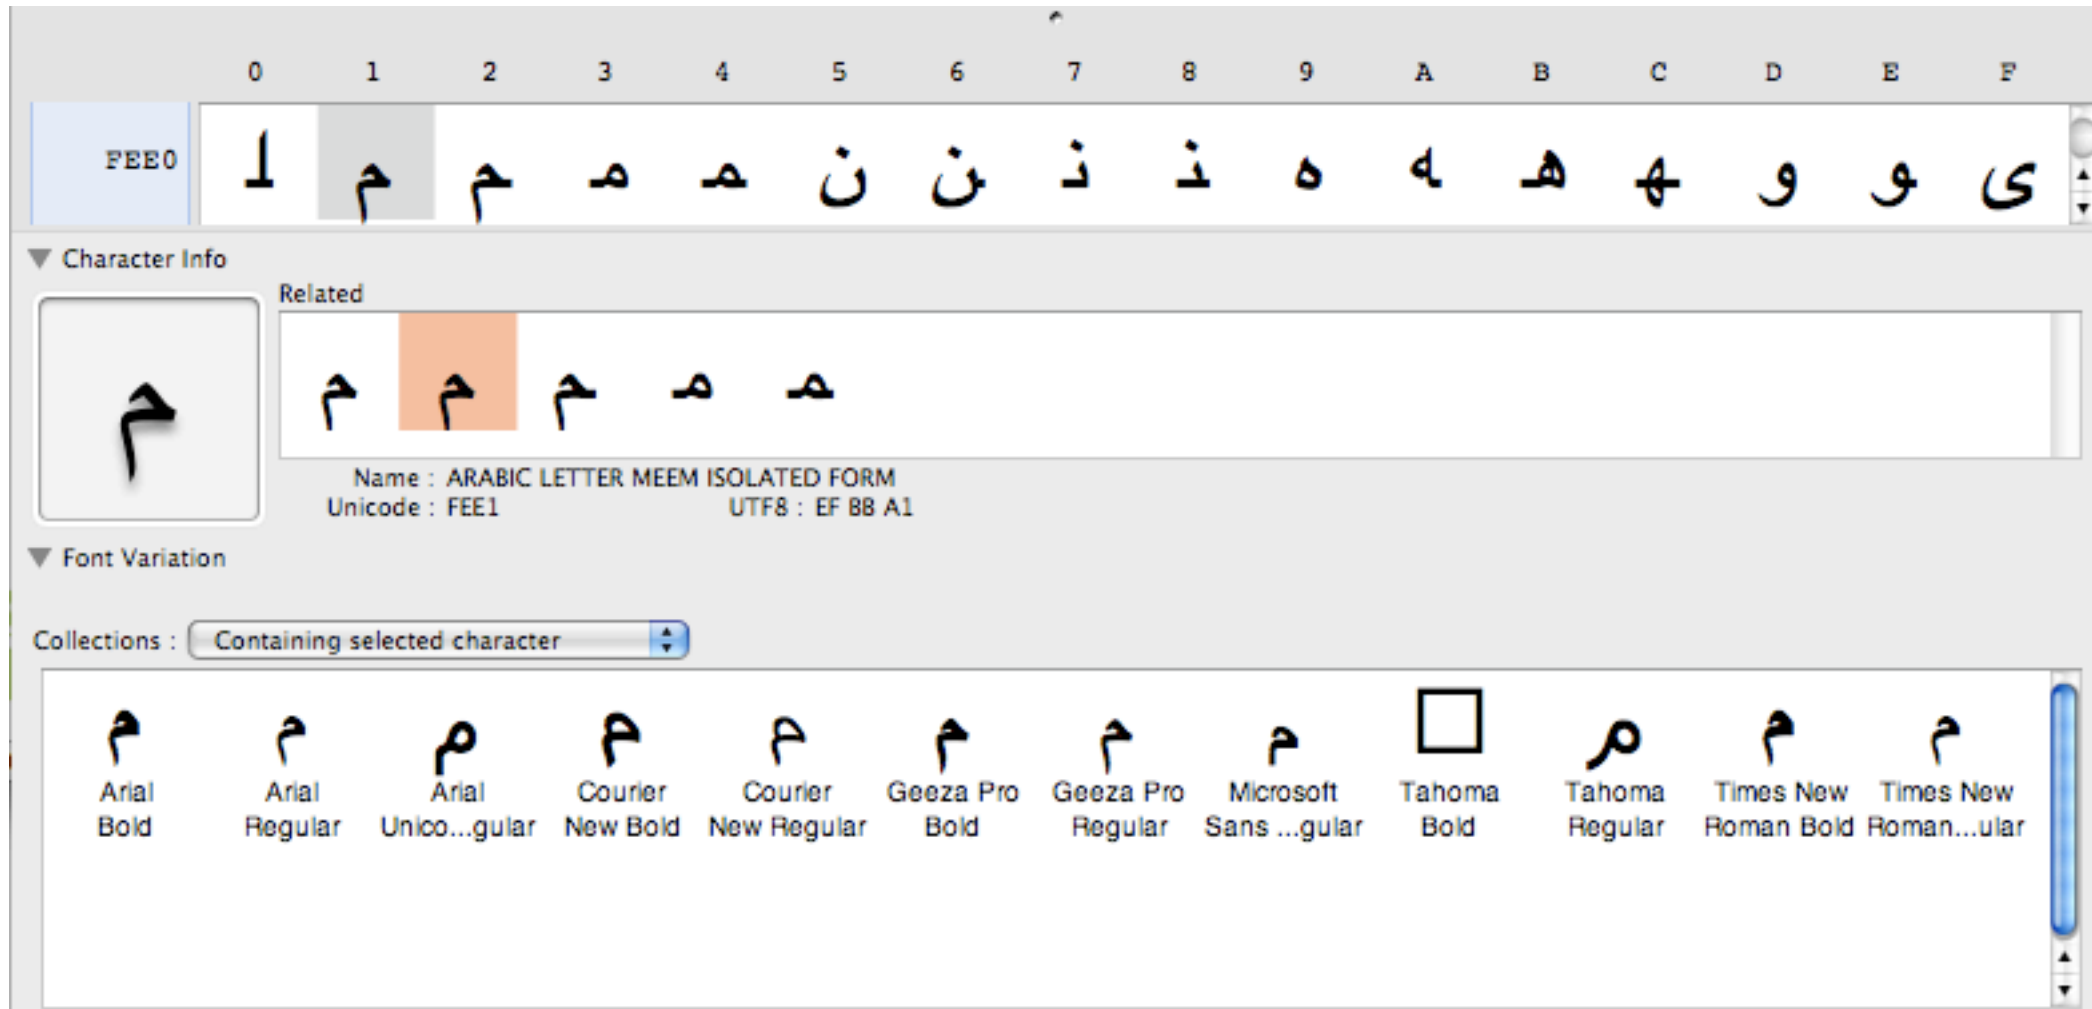 0 1 2 3 4 5 6 7 8 9 A B C D E F
FEE0 ﻠ ﻡ ﻢ ﻣ ﻤ ﻥ ﻦ ﻧ ﻨ ﻩ ﻪ ﻫ ﻬ ﻭ ﻮ ﻯ
Character Info
Related
ﻡ
م ﻡ ﻢ ﻣ ﻤ
Name : ARABIC LETTER MEEM ISOLATED FORM
Unicode : FEE1 UTF8 : EF BB A1
Font Variation
Collections : Containing selected character
ﻡ ﻡ ﻡ ﻡ ﻡ ﻡ ﻡ ﻡ □ ﻡ ﻡ ﻡ
Arial Arial Arial Courier Courier Geeza Pro Geeza Pro Microsoft Tahoma Tahoma Times New Times New
Bold Regular Unico...gular New Bold New Regular Bold Regular Sans ...gular Bold Regular Roman Bold Roman...ular